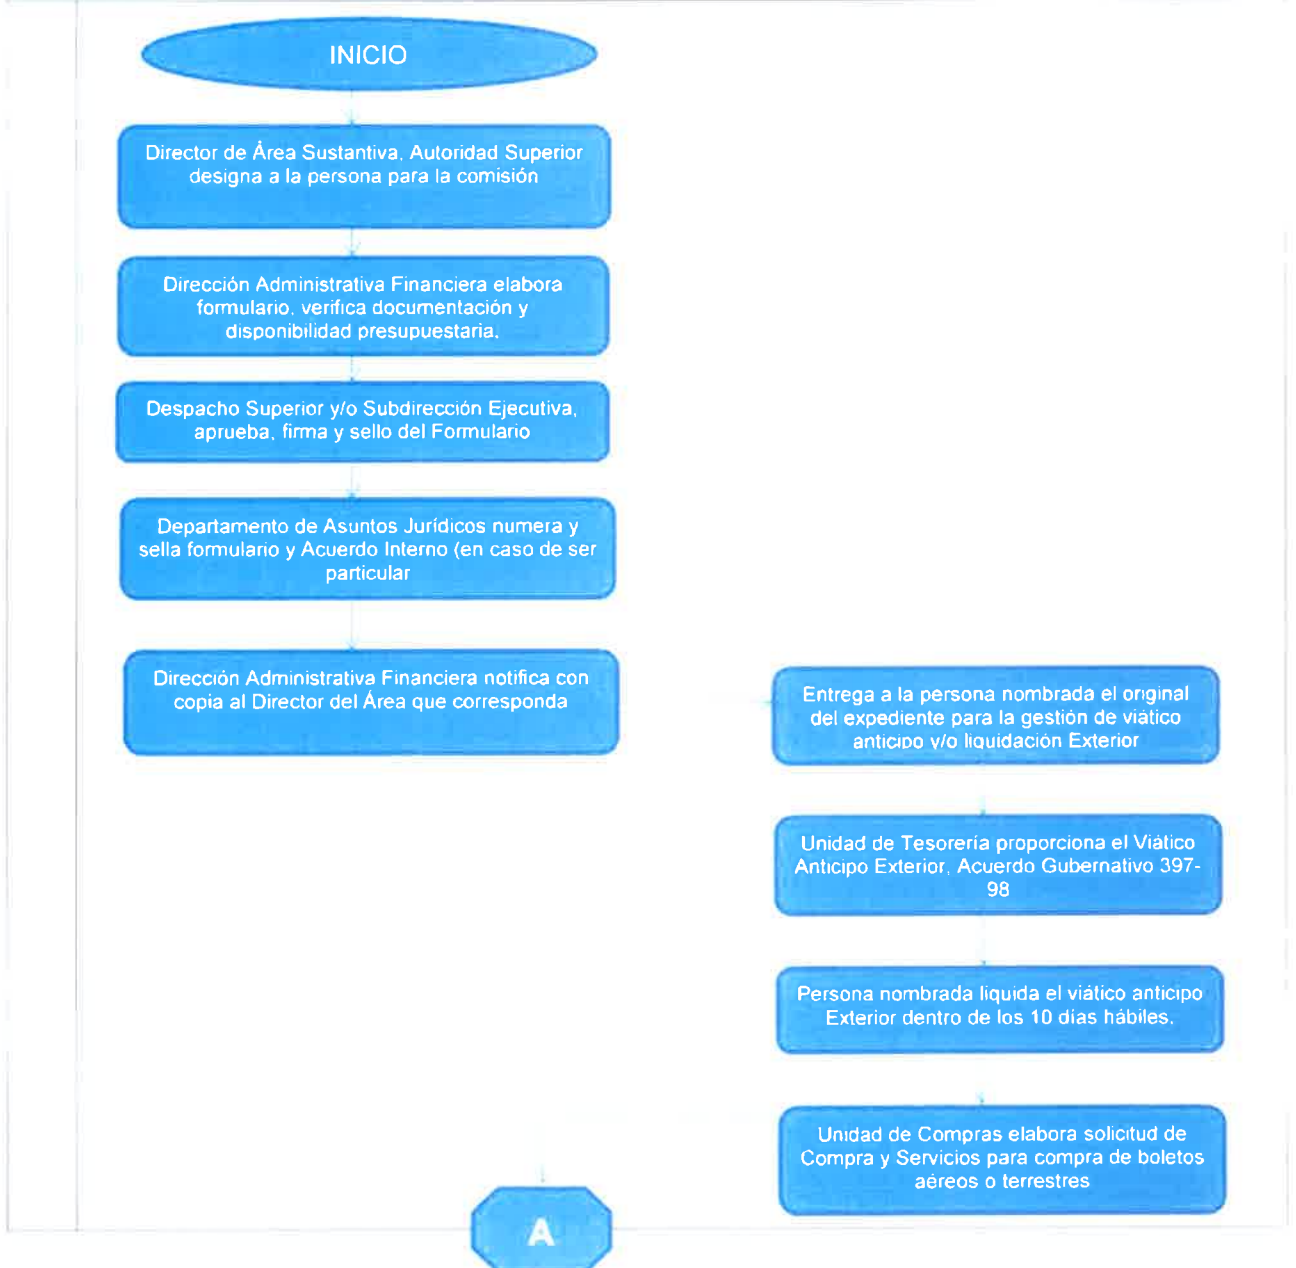 INICIO
Director de Área Sustantiva, Autoridad Superior
designa a la persona para la comisión
Dirección Administrativa Financiera elabora
formulario, verifica documentación y
disponibilidad presupuestaria.
Despacho Superior y/o Subdirección Ejecutiva,
aprueba, firma y sello del Formulario
Departamento de Asuntos Jurídicos numera y
sella formulario y Acuerdo Interno (en caso de ser
particular
Dirección Administrativa Financiera notifica con
copia al Director del Área que corresponda
Entrega a la persona nombrada el original
del expediente para la gestión de viático
anticipo y/o liquidación Exterior
Unidad de Tesorería proporciona el Viático
Anticipo Exterior, Acuerdo Gubernativo 397-
98
Persona nombrada liquida el viático anticipo
Exterior dentro de los 10 días hábiles.
Unidad de Compras elabora solicitud de
Compra y Servicios para compra de boletos
aéreos o terrestres
A